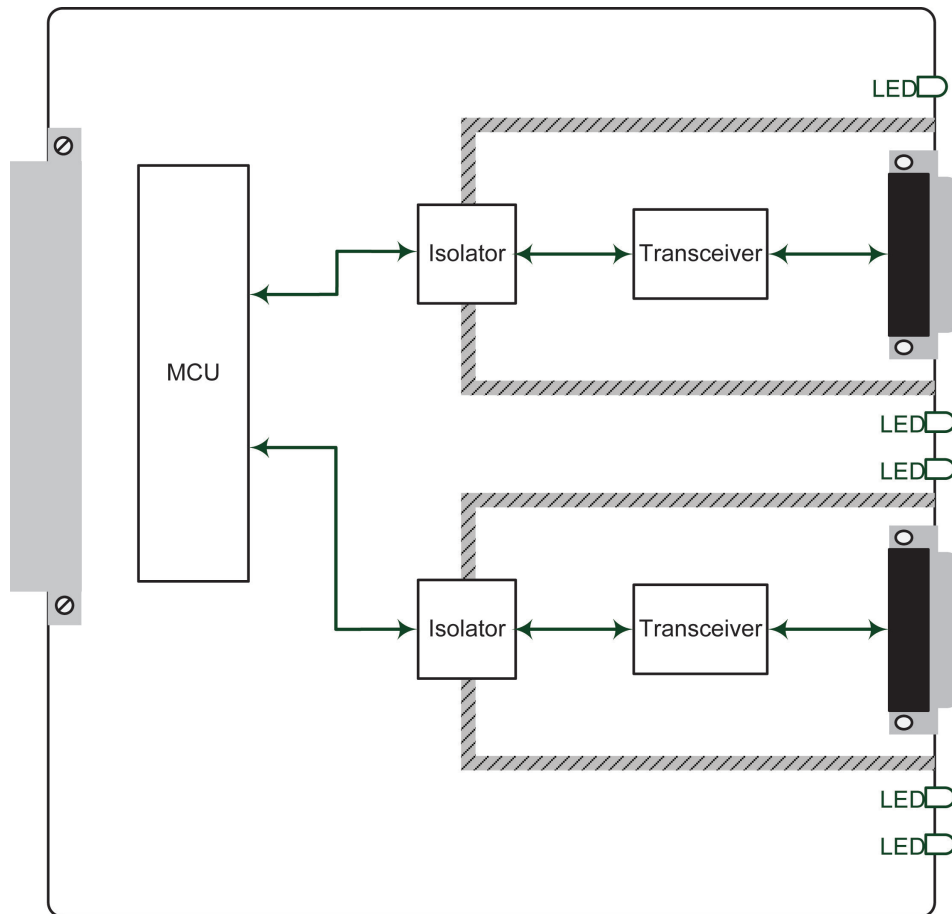 LED
Isolator
Transceiver
MCU
LED
LED
Isolator
Transceiver
LED
LED